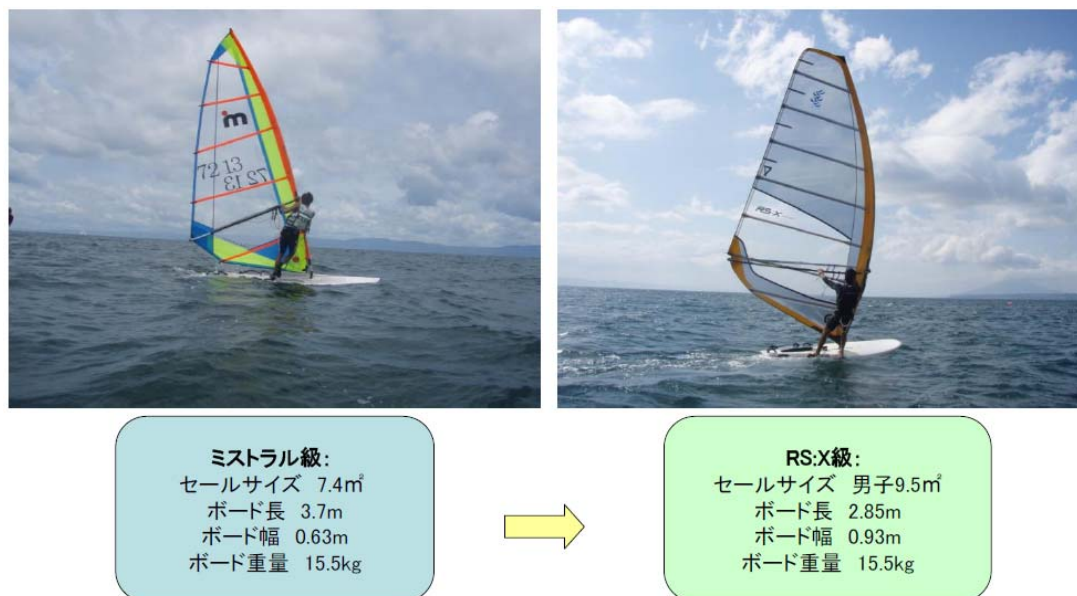 m
72 13
13 72
RS:X
ミストラル級:
セールサイズ 7.4㎡
ボード長 3.7m
ボード幅 0.63m
ボード重量 15.5kg
RS:X級:
セールサイズ 男子9.5㎡
ボード長 2.85m
ボード幅 0.93m
ボード重量 15.5kg